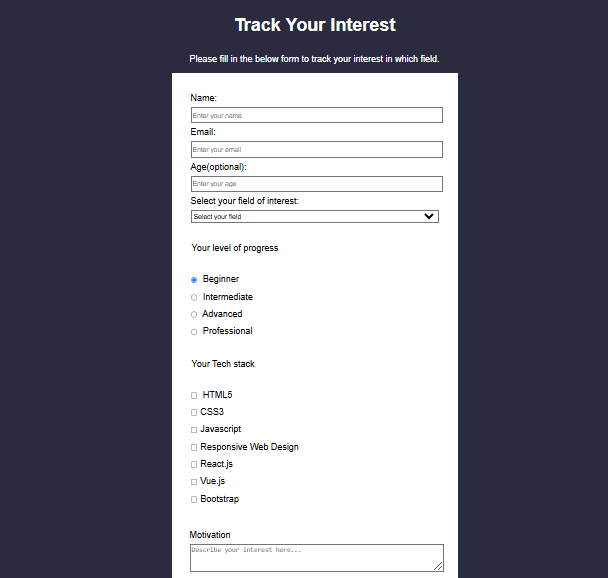 Track Your Interest
Please fill in the below form to track your interest in which field.
Name:
Enter your name
Email:
Enter your email
Age(optional):
Enter your age
Select your field of interest:
Select your field
Your level of progress
Beginner
Intermediate
Advanced
Professional
Your Tech stack
HTML5
CSS3
Javascript
Responsive Web Design
React.js
Vue.js
Bootstrap
Motivation
Describe your interest here...